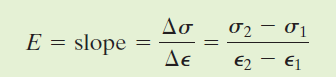 E = slope = Δσ/Δϵ = (σ₂ − σ₁)/(ϵ₂ − ϵ₁)